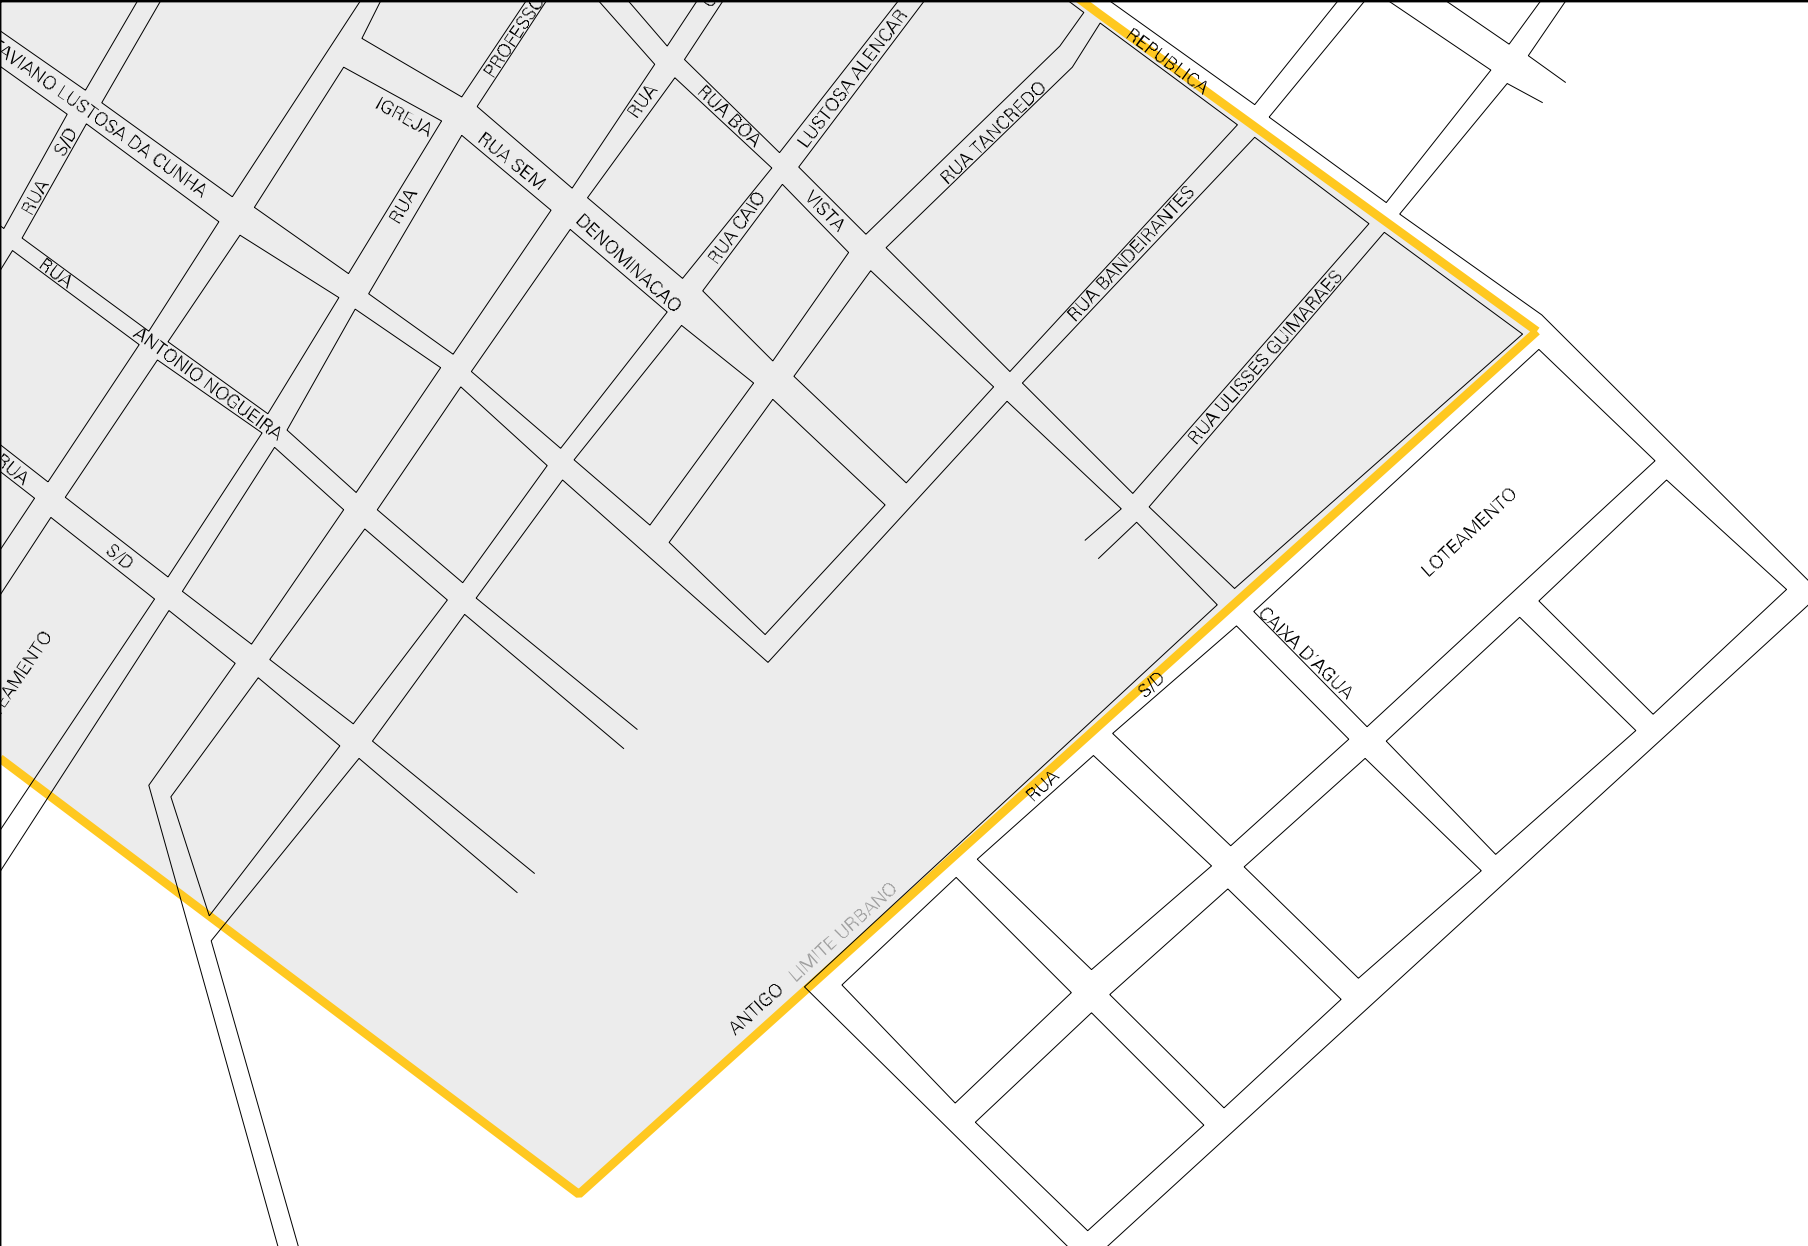 REPUBLICA
LUSTOSA ALENCAR
RUA BOA
VISTA
RUA TANCREDO
RUA
IGREJA
RUA SEM
DENOMINACAO
AVIANO LUSTOSA DA CUNHA
S/D
RUA
RUA
RUA CAIO
RUA BANDEIRANTES
RUA ULISSES GUIMARAES
RUA
ANTONIO NOGUEIRA
RUA
S/D
LOTEAMENTO
CAIXA D'AGUA
S/D
RUA
LIMITE URBANO
ANTIGO